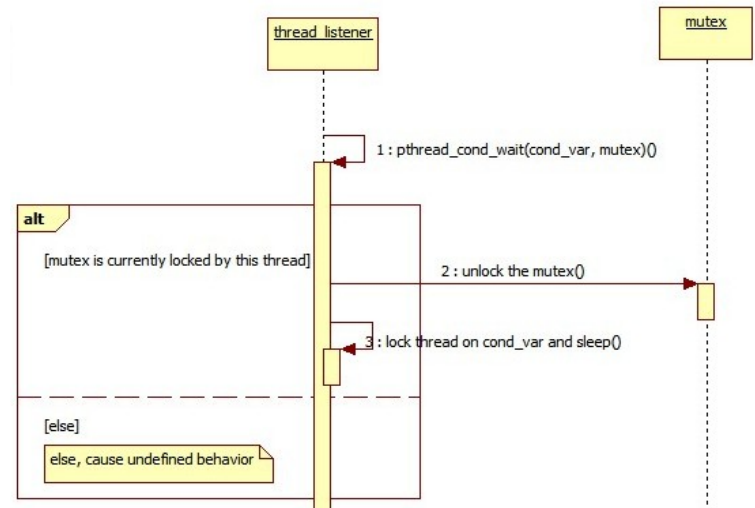 thread_listener
mutex
1 : pthread_cond_wait(cond_var, mutex)()
alt
[mutex is currently locked by this thread]
2 : unlock the mutex()
3 : lock thread on cond_var and sleep()
[else]
else, cause undefined behavior